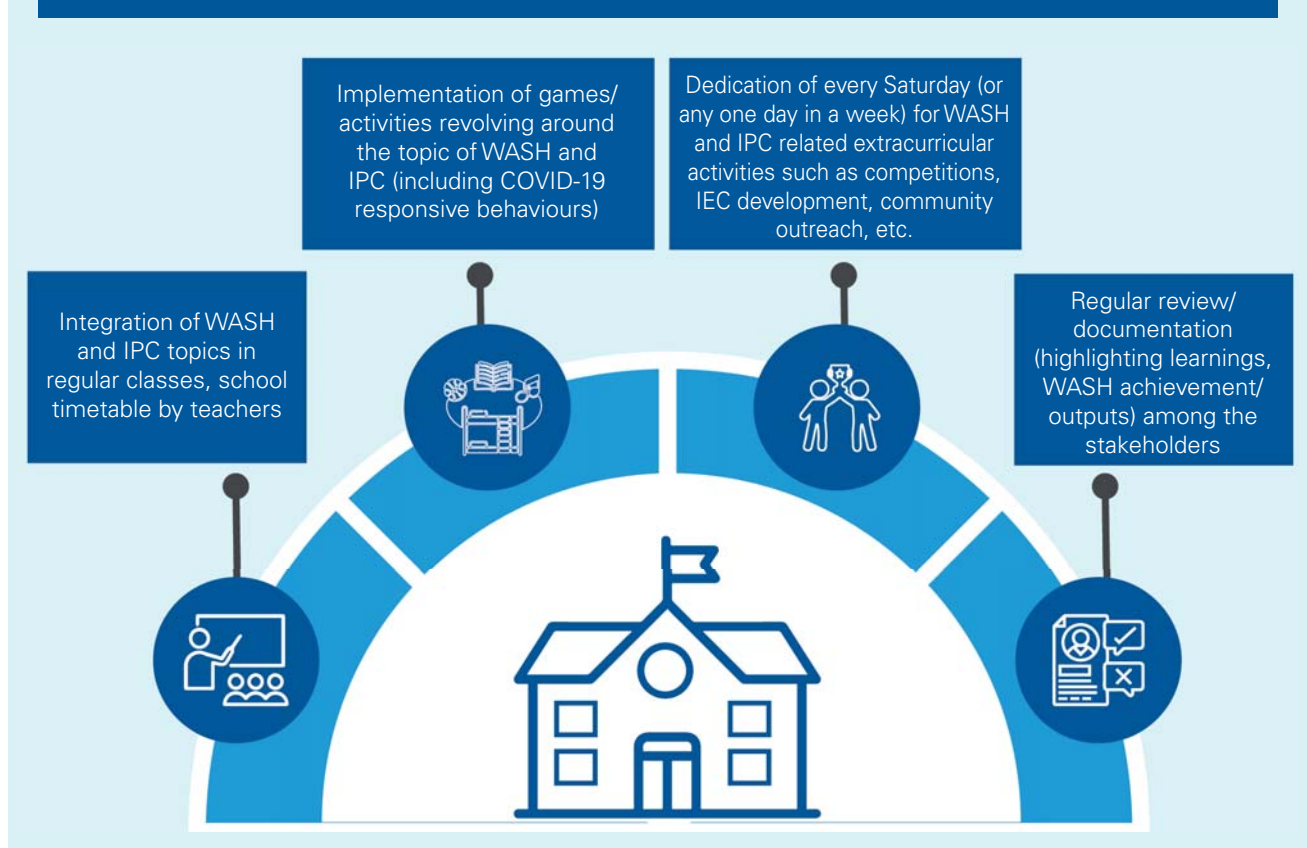 Integration of WASH
and IPC topics in
regular classes, school
timetable by teachers
Implementation of games/
activities revolving around
the topic of WASH and
IPC (including COVID-19
responsive behaviours)
Dedication of every Saturday (or
any one day in a week) for WASH
and IPC related extracurricular
activities such as competitions,
IEC development, community
outreach, etc.
Regular review/
documentation
(highlighting learnings,
WASH achievement/
outputs) among the
stakeholders